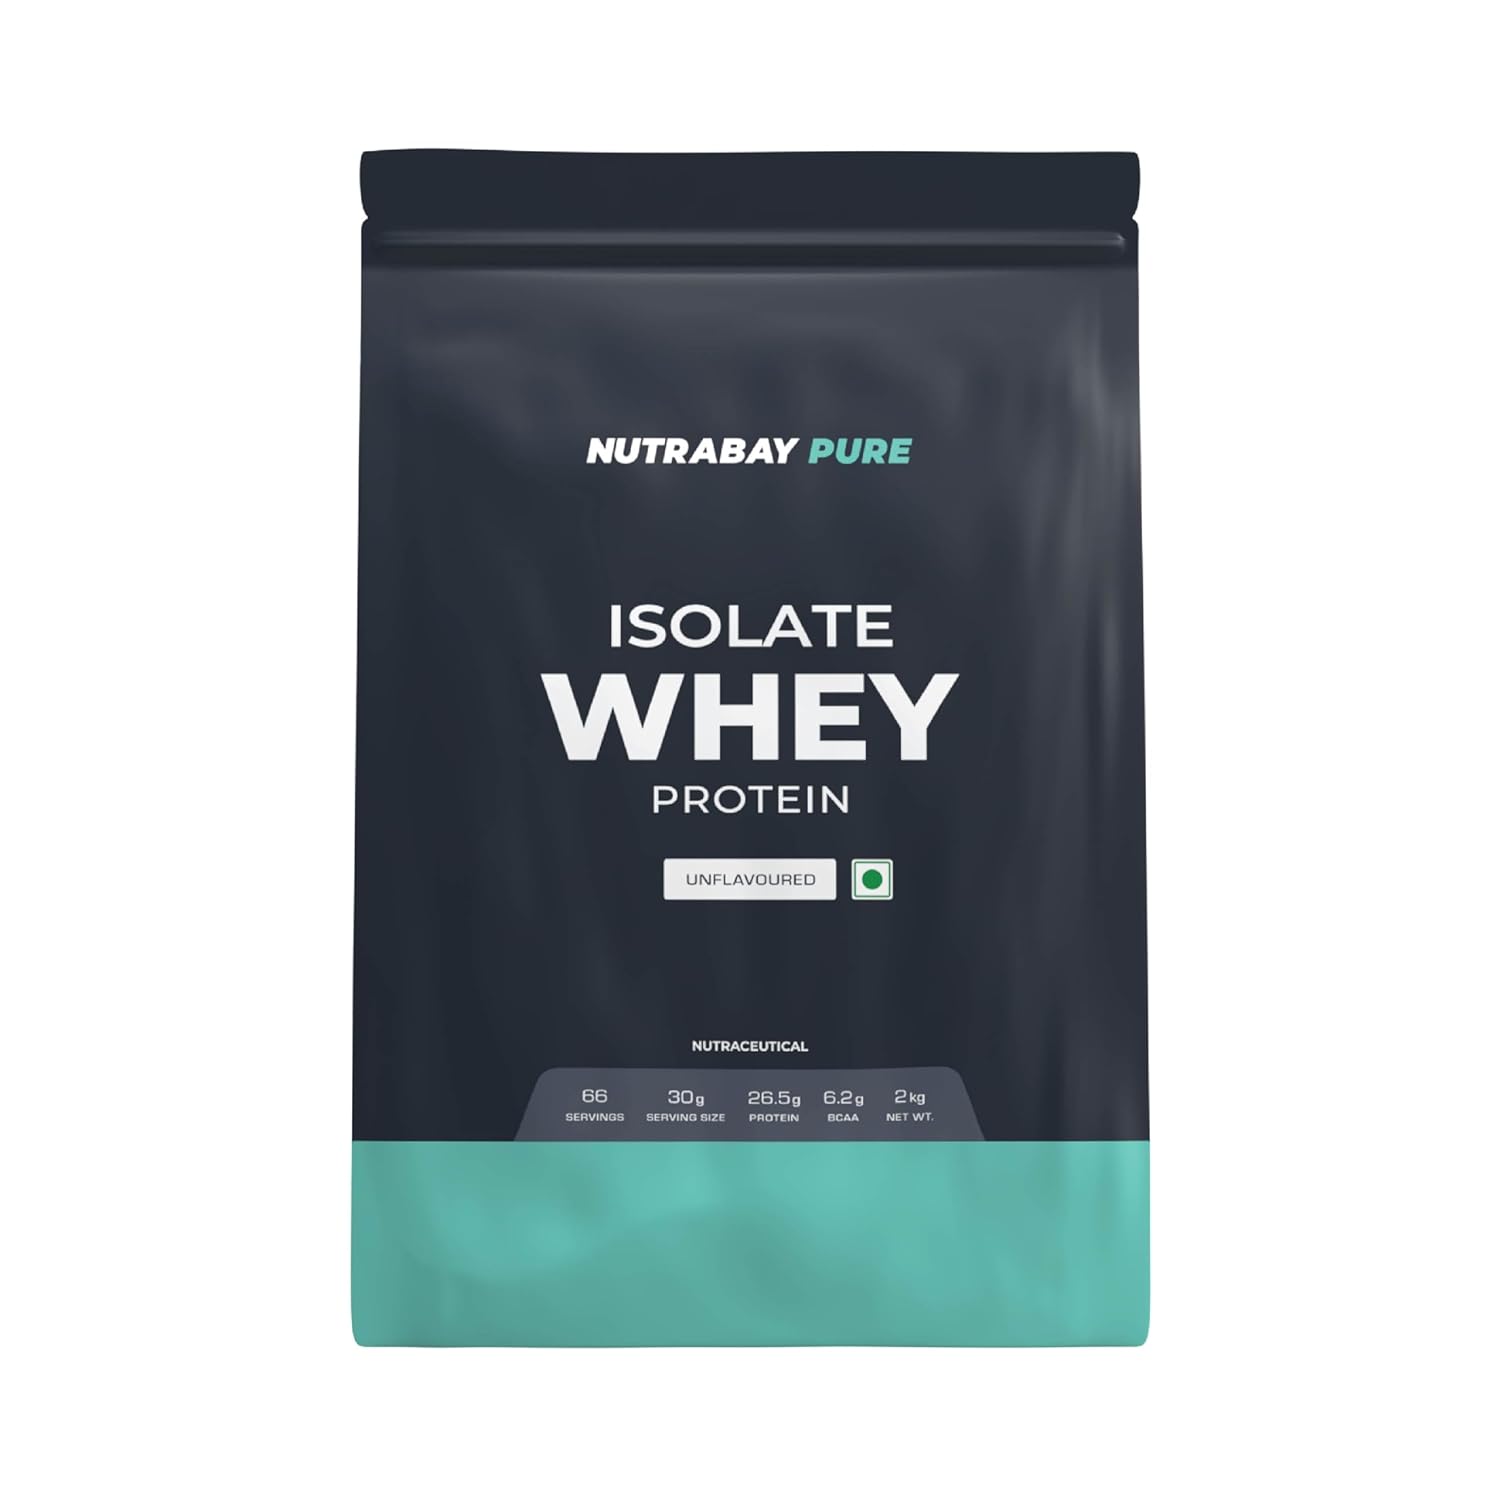 NUTRABAY PURE
ISOLATE
WHEY
PROTEIN
UNFLAVOURED
NUTRACEUTICAL
66 30g 26.5g 6.2g 2kg
SERVINGS SERVING SIZE PROTEIN BCAA NET WT.